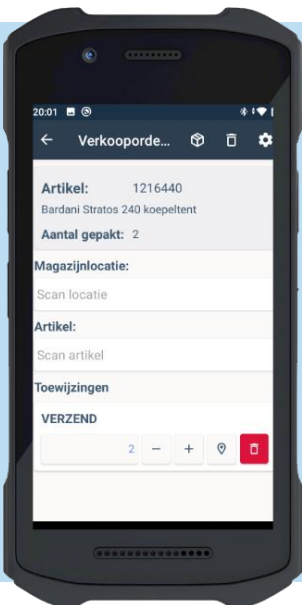 20:01
Verkooporde...
Artikel: 1216440
Bardani Stratos 240 koepeltent
Aantal gepakt: 2
Magazijnlocatie:
Scan locatie
Artikel:
Scan artikel
Toewijzingen
VERZEND
2 − +